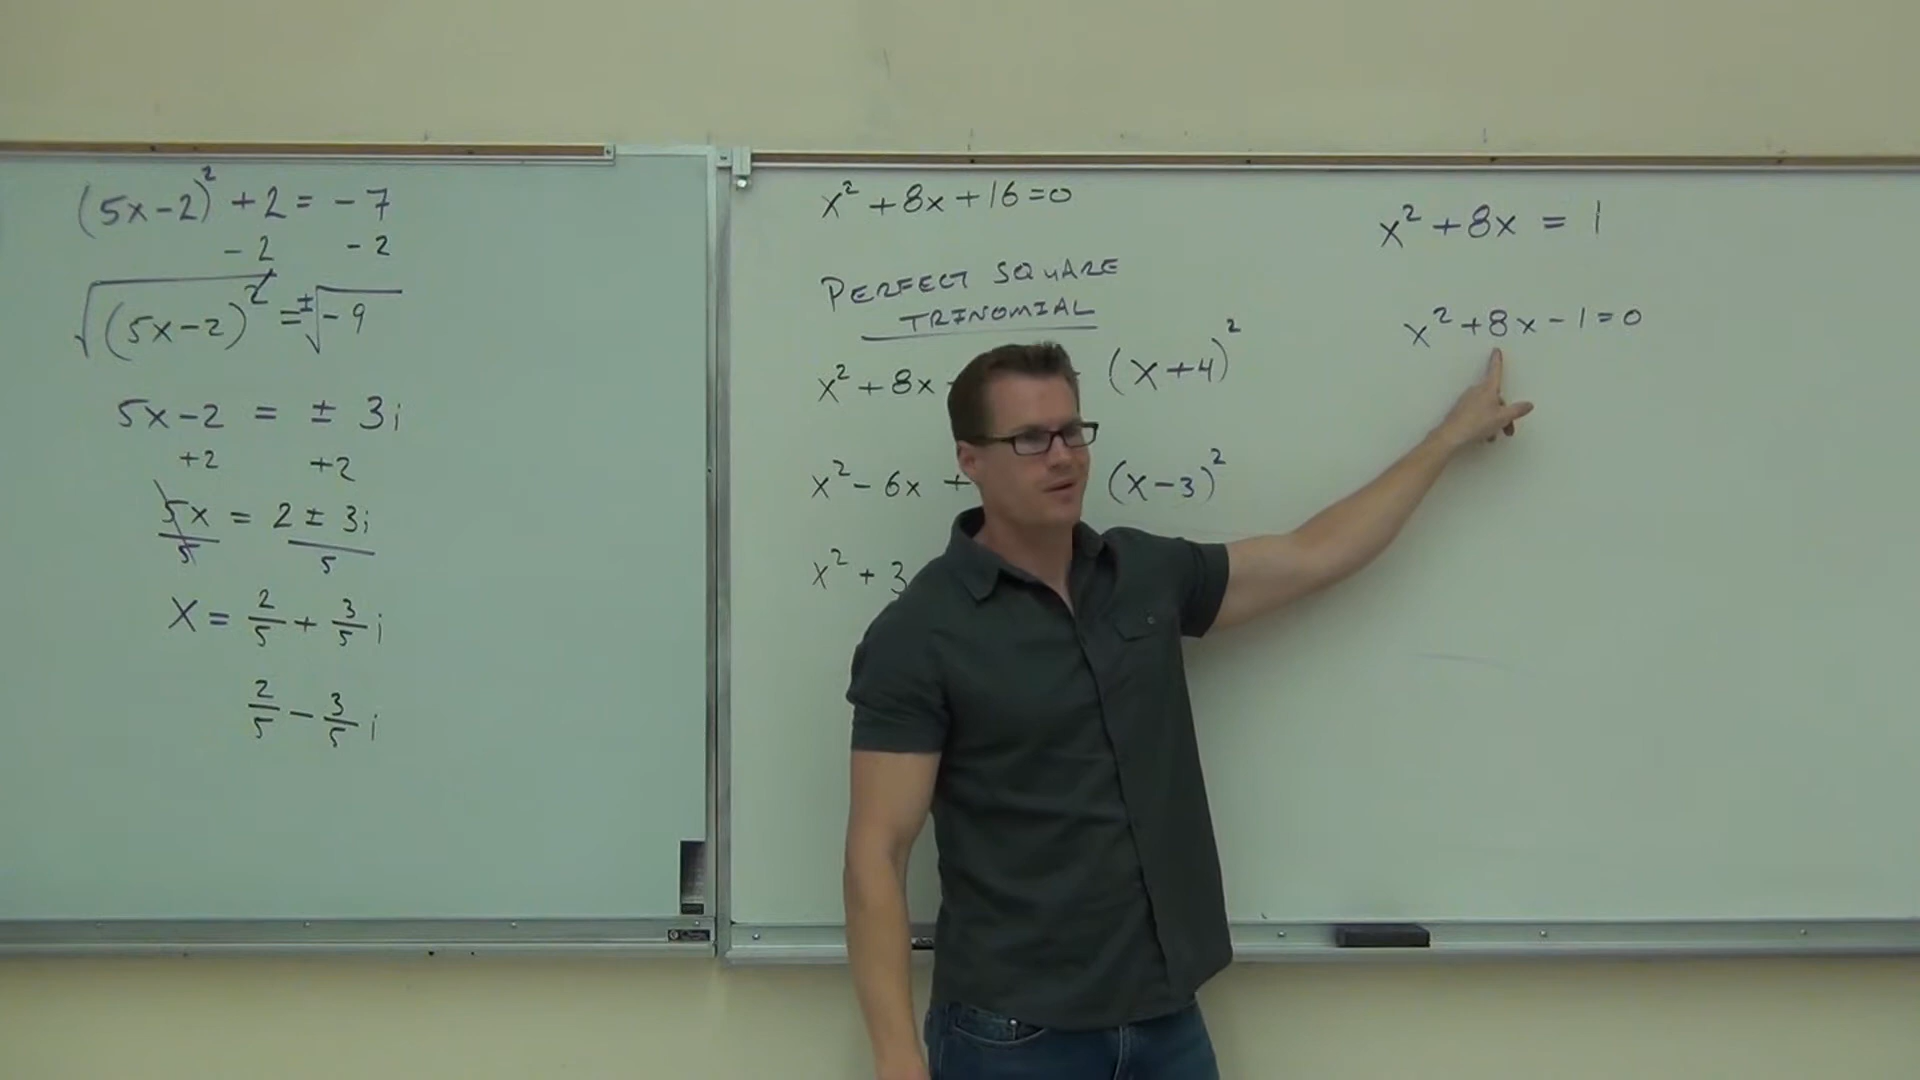 (5x-2)² + 2 = -7
-2 -2
√(5x-2)² = ±√-9
5x-2 = ± 3i
+2 +2
5x/5 = 2 ± 3i/5
x = 2/5 + 3/5 i
2/5 - 3/5 i
x² + 8x + 16 = 0
PERFECT SQUARE
TRINOMIAL
x² + 8x (x+4)²
x² - 6x + (x-3)²
x² + 3
x² + 8x = 1
x² + 8x - 1 = 0